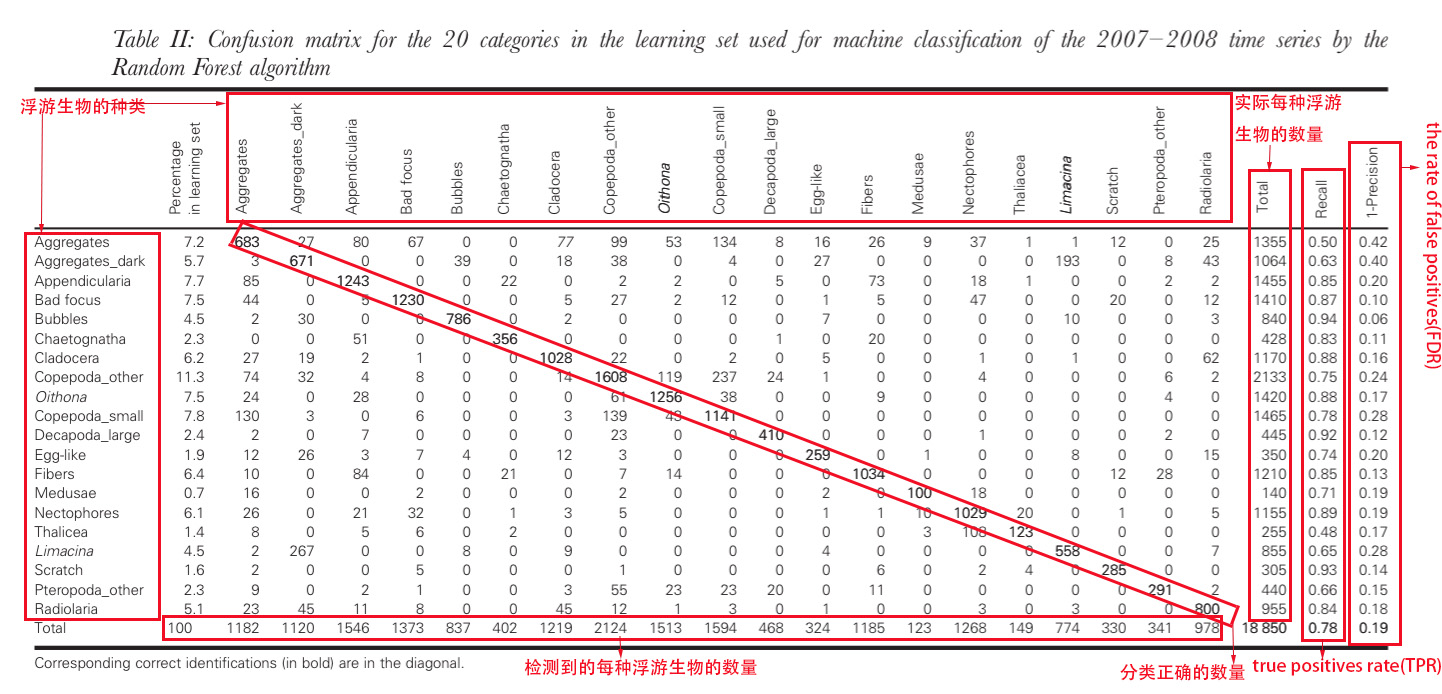 Table II: Confusion matrix for the 20 categories in the learning set used for machine classification of the 2007–2008 time series by the
Random Forest algorithm
浮游生物的种类
实际每种浮游
生物的数量
the rate of false positives(FDR)
Percentage in learning set Aggregates Aggregates_dark Appendicularia Bad focus Bubbles Chaetognatha Cladocera Copepoda_other Oithona Copepoda_small Decapoda_large Egg-like Fibers Medusae Nectophores Thaliacea Limacina Scratch Pteropoda_other Radiolaria Total Recall 1-Precision
Aggregates 7.2 683 27 80 67 0 0 77 99 53 134 8 16 26 9 37 1 1 12 0 25 1355 0.50 0.42
Aggregates_dark 5.7 3 671 0 0 39 0 18 38 0 4 0 27 0 0 0 0 193 0 8 43 1064 0.63 0.40
Appendicularia 7.7 85 0 1243 0 0 22 0 2 2 0 5 0 73 0 18 1 0 0 2 2 1455 0.85 0.20
Bad focus 7.5 44 0 5 1230 0 0 5 27 2 12 0 1 5 0 47 0 0 20 0 12 1410 0.87 0.10
Bubbles 4.5 2 30 0 0 786 0 2 0 0 0 0 7 0 0 0 0 10 0 0 3 840 0.94 0.06
Chaetognatha 2.3 0 0 51 0 0 356 0 0 0 0 1 0 20 0 0 0 0 0 0 0 428 0.83 0.11
Cladocera 6.2 27 19 2 1 0 0 1028 22 0 2 0 5 0 0 1 0 1 0 0 62 1170 0.88 0.16
Copepoda_other 11.3 74 32 4 8 0 0 14 1608 119 237 24 1 0 0 4 0 0 0 6 2 2133 0.75 0.24
Oithona 7.5 24 0 28 0 0 0 0 61 1256 38 0 0 9 0 0 0 0 0 4 0 1420 0.88 0.17
Copepoda_small 7.8 130 3 0 6 0 0 3 139 43 1141 0 0 0 0 0 0 0 0 0 0 1465 0.78 0.28
Decapoda_large 2.4 2 0 7 0 0 0 0 23 0 0 410 0 0 0 1 0 0 0 2 0 445 0.92 0.12
Egg-like 1.9 12 26 3 7 4 0 12 3 0 0 0 259 0 1 0 0 8 0 0 15 350 0.74 0.20
Fibers 6.4 10 0 84 0 0 21 0 7 14 0 0 0 1034 0 0 0 0 12 28 0 1210 0.85 0.13
Medusae 0.7 16 0 0 2 0 0 0 2 0 0 0 2 0 100 18 0 0 0 0 0 140 0.71 0.19
Nectophores 6.1 26 0 21 32 0 1 3 5 0 0 0 1 1 10 1029 20 0 1 0 5 1155 0.89 0.19
Thalicea 1.4 8 0 5 6 0 2 0 0 0 0 0 0 0 3 108 123 0 0 0 0 255 0.48 0.17
Limacina 4.5 2 267 0 0 8 0 9 0 0 0 0 4 0 0 0 0 558 0 0 7 855 0.65 0.28
Scratch 1.6 2 0 0 5 0 0 0 1 0 0 0 0 6 0 2 4 0 285 0 0 305 0.93 0.14
Pteropoda_other 2.3 9 0 2 1 0 0 3 55 23 23 20 0 11 0 0 0 0 0 291 2 440 0.66 0.15
Radiolaria 5.1 23 45 11 8 0 0 45 12 1 3 0 1 0 0 3 0 3 0 0 800 955 0.84 0.18
Total 100 1182 1120 1546 1373 837 402 1219 2124 1513 1594 468 324 1185 123 1268 149 774 330 341 978 18 850 0.78 0.19
Corresponding correct identifications (in bold) are in the diagonal.
检测到的每种浮游生物的数量
分类正确的数量
true positives rate(TPR)